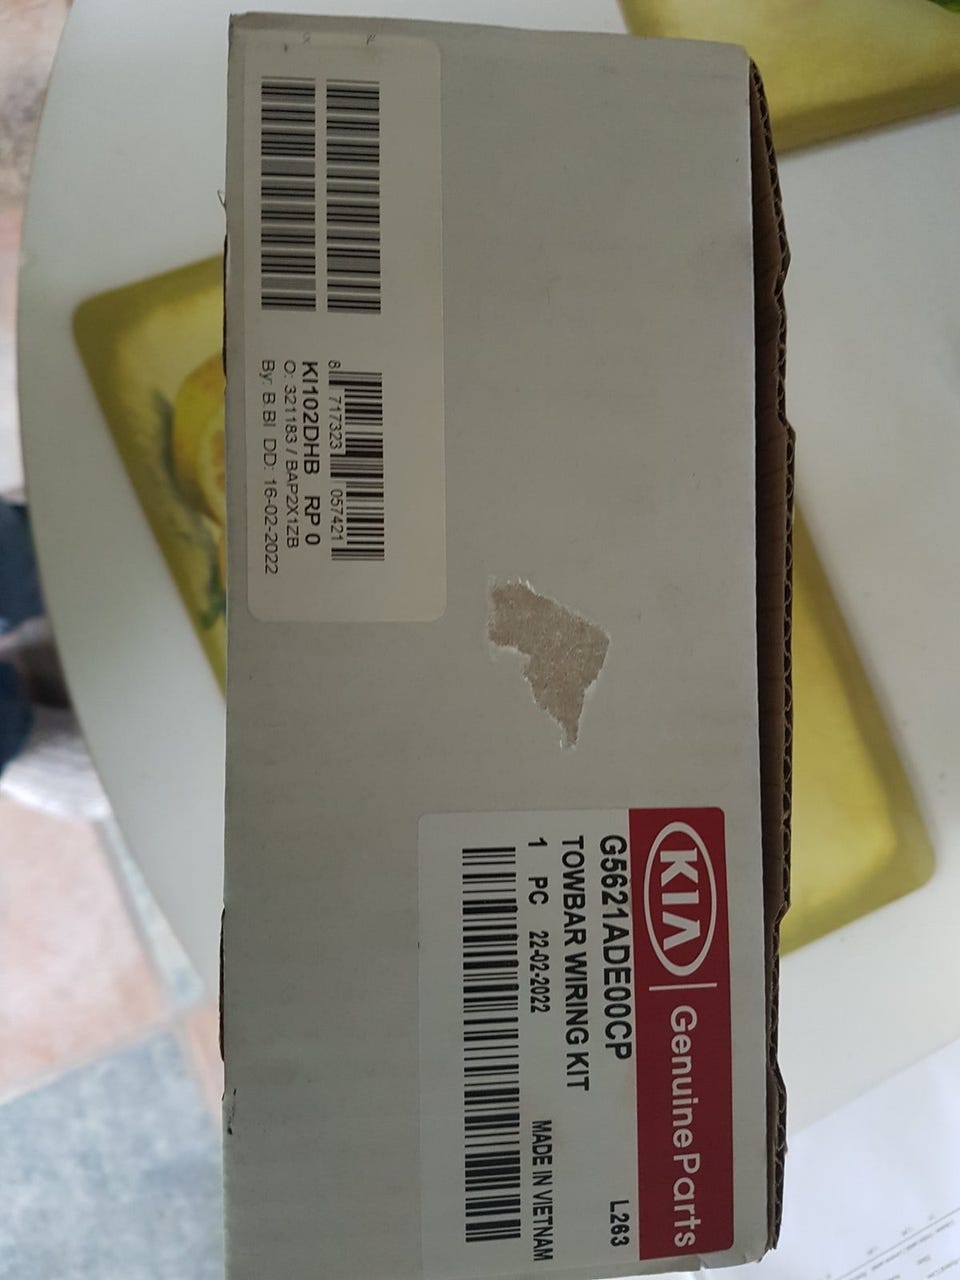 KIA Genuine Parts
G5621ADE00CP L263
TOWBAR WIRING KIT
1 PC 22-02-2022 MADE IN VIETNAM
8 717323 057421
KI102DHB RP 0
O: 321183 / BAP2X1ZB
By: B.BI DD: 16-02-2022